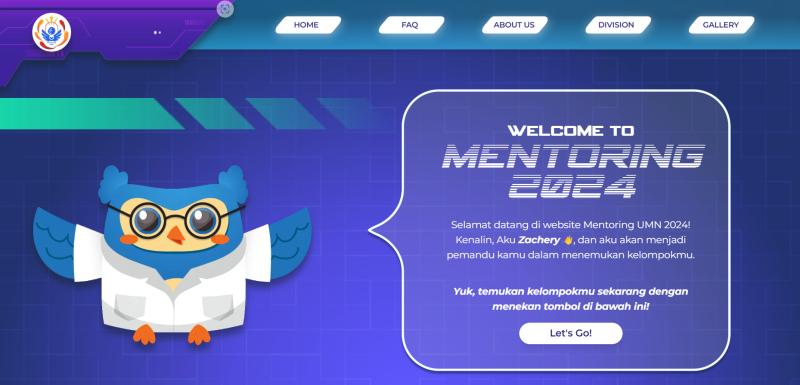 HOME
FAQ
ABOUT US
DIVISION
GALLERY
WELCOME TO
MENTORING
2024
Selamat datang di website Mentoring UMN 2024!
Kenalin, Aku Zachery 👋, dan aku akan menjadi
pemandu kamu dalam menemukan kelompokmu.
Yuk, temukan kelompokmu sekarang dengan
menekan tombol di bawah ini!
Let's Go!